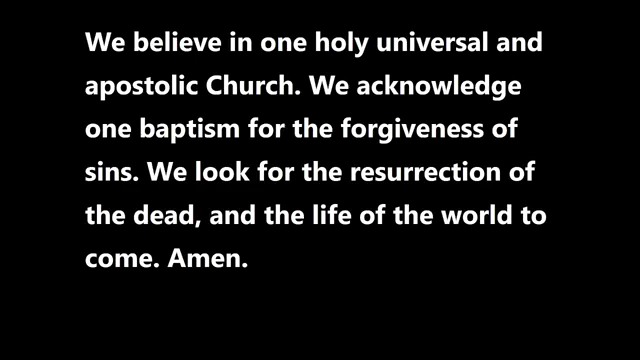 We believe in one holy universal and
apostolic Church. We acknowledge
one baptism for the forgiveness of
sins. We look for the resurrection of
the dead, and the life of the world to
come. Amen.